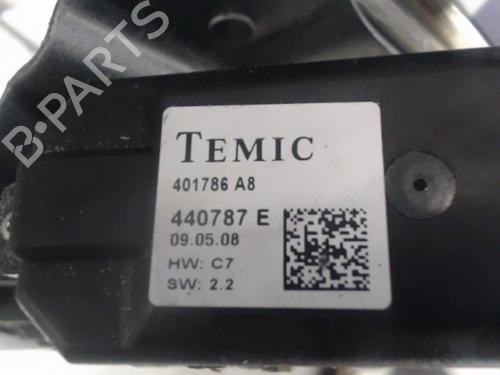 B-PARTS
TEMIC
401786 A8
440787 E
09.05.08
HW: C7
SW: 2.2